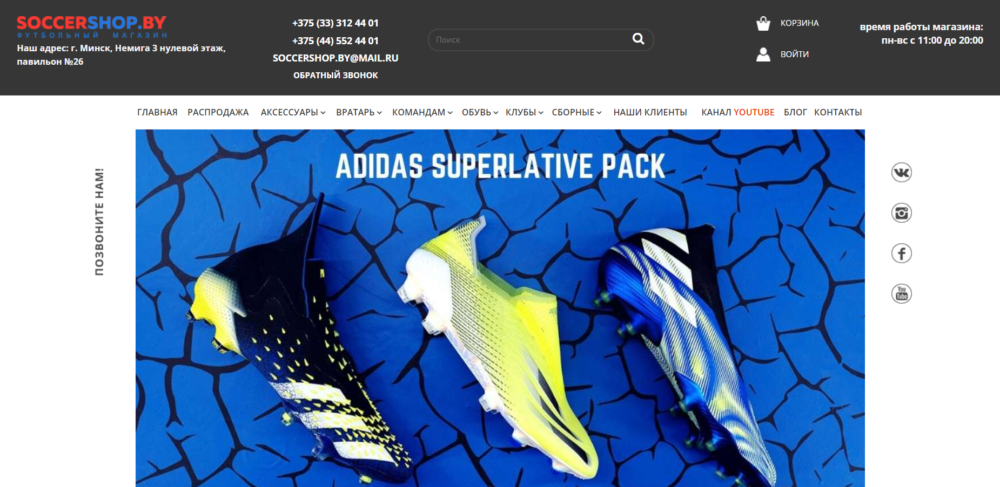 SOCCERSHOP.BY
ФУТБОЛЬНЫЙ МАГАЗИН
Наш адрес: г. Минск, Немига 3 нулевой этаж,
павильон №26
+375 (33) 312 44 01
+375 (44) 552 44 01
SOCCERSHOP.BY@MAIL.RU
ОБРАТНЫЙ ЗВОНОК
Поиск
КОРЗИНА
ВОЙТИ
время работы магазина:
пн-вс с 11:00 до 20:00
ГЛАВНАЯ РАСПРОДАЖА АКСЕССУАРЫ ВРАТАРЬ КОМАНДАМ ОБУВЬ КЛУБЫ СБОРНЫЕ НАШИ КЛИЕНТЫ КАНАЛ YOUTUBE БЛОГ КОНТАКТЫ
ПОЗВОНИТЕ НАМ!
ADIDAS SUPERLATIVE PACK
You
Tube